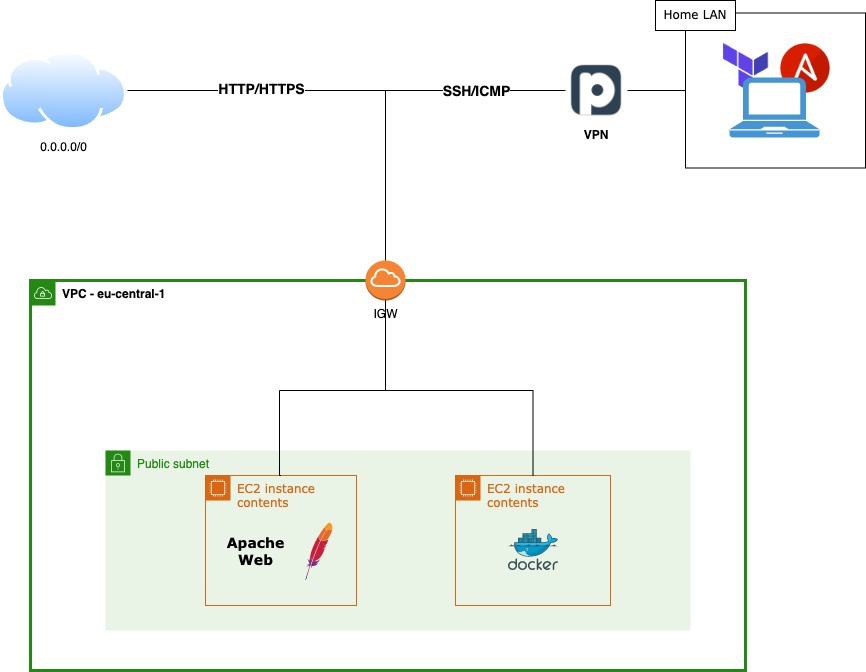 Home LAN
HTTP/HTTPS
SSH/ICMP
VPN
0.0.0.0/0
VPC - eu-central-1
IGW
Public subnet
EC2 instance
contents
Apache
Web
EC2 instance
contents
docker